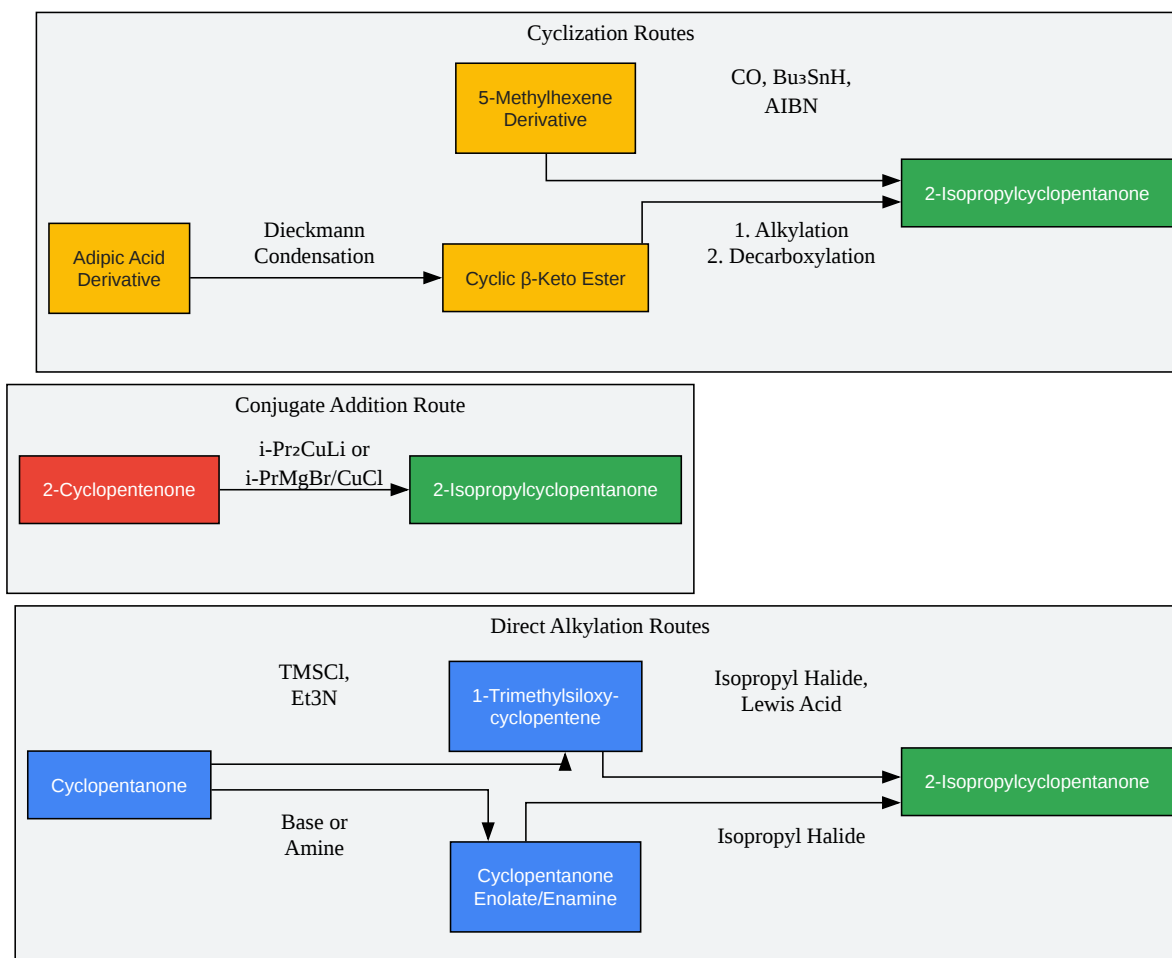 Cyclization Routes
5-Methylhexene
Derivative
CO, Bu₃SnH,
AIBN
2-Isopropylcyclopentanone
Adipic Acid
Derivative
Dieckmann
Condensation
Cyclic β-Keto Ester
1. Alkylation
2. Decarboxylation
Conjugate Addition Route
2-Cyclopentenone
i-Pr₂CuLi or
i-PrMgBr/CuCl
2-Isopropylcyclopentanone
Direct Alkylation Routes
TMSCl,
Et3N
1-Trimethylsiloxy-
cyclopentene
Isopropyl Halide,
Lewis Acid
Cyclopentanone
2-Isopropylcyclopentanone
Base or
Amine
Cyclopentanone
Enolate/Enamine
Isopropyl Halide